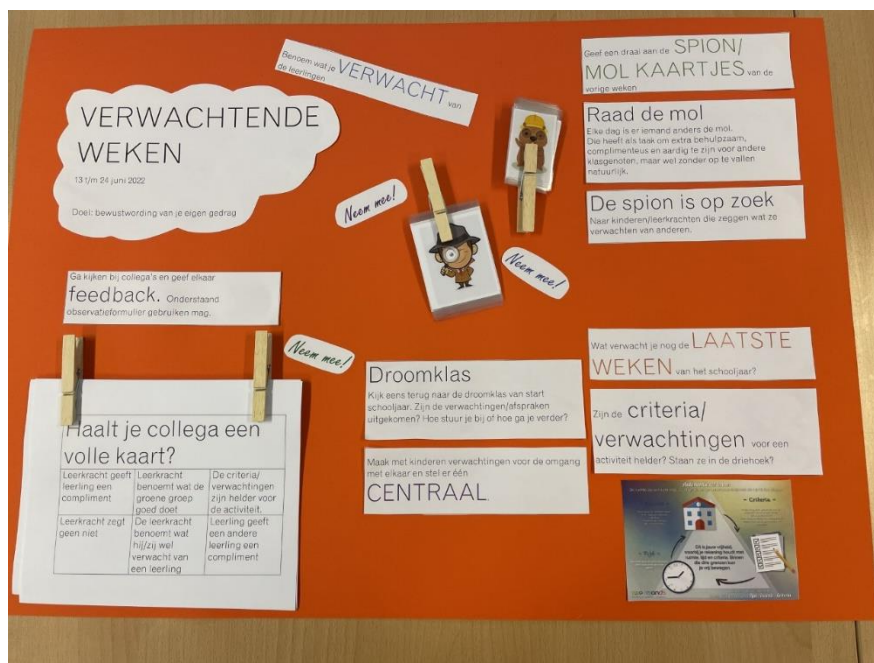 VERWACHTENDE
WEKEN
13 t/m 24 juni 2022
Doel: bewustwording van je eigen gedrag
Benoem wat je VERWACHT van
de leerlingen
Geef een draai aan de SPION/
MOL KAARTJES van de
vorige weken
Raad de mol
Elke dag is er iemand anders de mol.
Die heeft als taak om extra behulpzaam,
complimenteus en aardig te zijn voor andere
klasgenoten, maar wel zonder op te vallen
natuurlijk.
De spion is op zoek
Naar kinderen/leerkrachten die zeggen wat ze
verwachten van anderen.
Neem mee!
Neem mee!
Ga kijken bij collega's en geef elkaar
feedback. Onderstaand
observatieformulier gebruiken mag.
Neem mee!
Haalt je collega een
volle kaart?
Leerkracht geeft
leerling een
compliment
Leerkracht
benoemt wat de
groene groep
goed doet
De criteria/
verwachtingen
zijn helder voor
de activiteit.
Leerkracht zegt
geen niet
De leerkracht
benoemt wat
hij/zij wel
verwacht van
een leerling
Leerling geeft
een andere
leerling een
compliment
Droomklas
Kijk eens terug naar de droomklas van start
schooljaar. Zijn de verwachtingen/afspraken
uitgekomen? Hoe stuur je bij of hoe ga je verder?
Maak met kinderen verwachtingen voor de omgang
met elkaar en stel er één
CENTRAAL.
Wat verwacht je nog de LAATSTE
WEKEN van het schooljaar?
Zijn de criteria/
verwachtingen voor een
activiteit helder? Staan ze in de driehoek?
- Criteria -
Dit is jouw vrijheid,